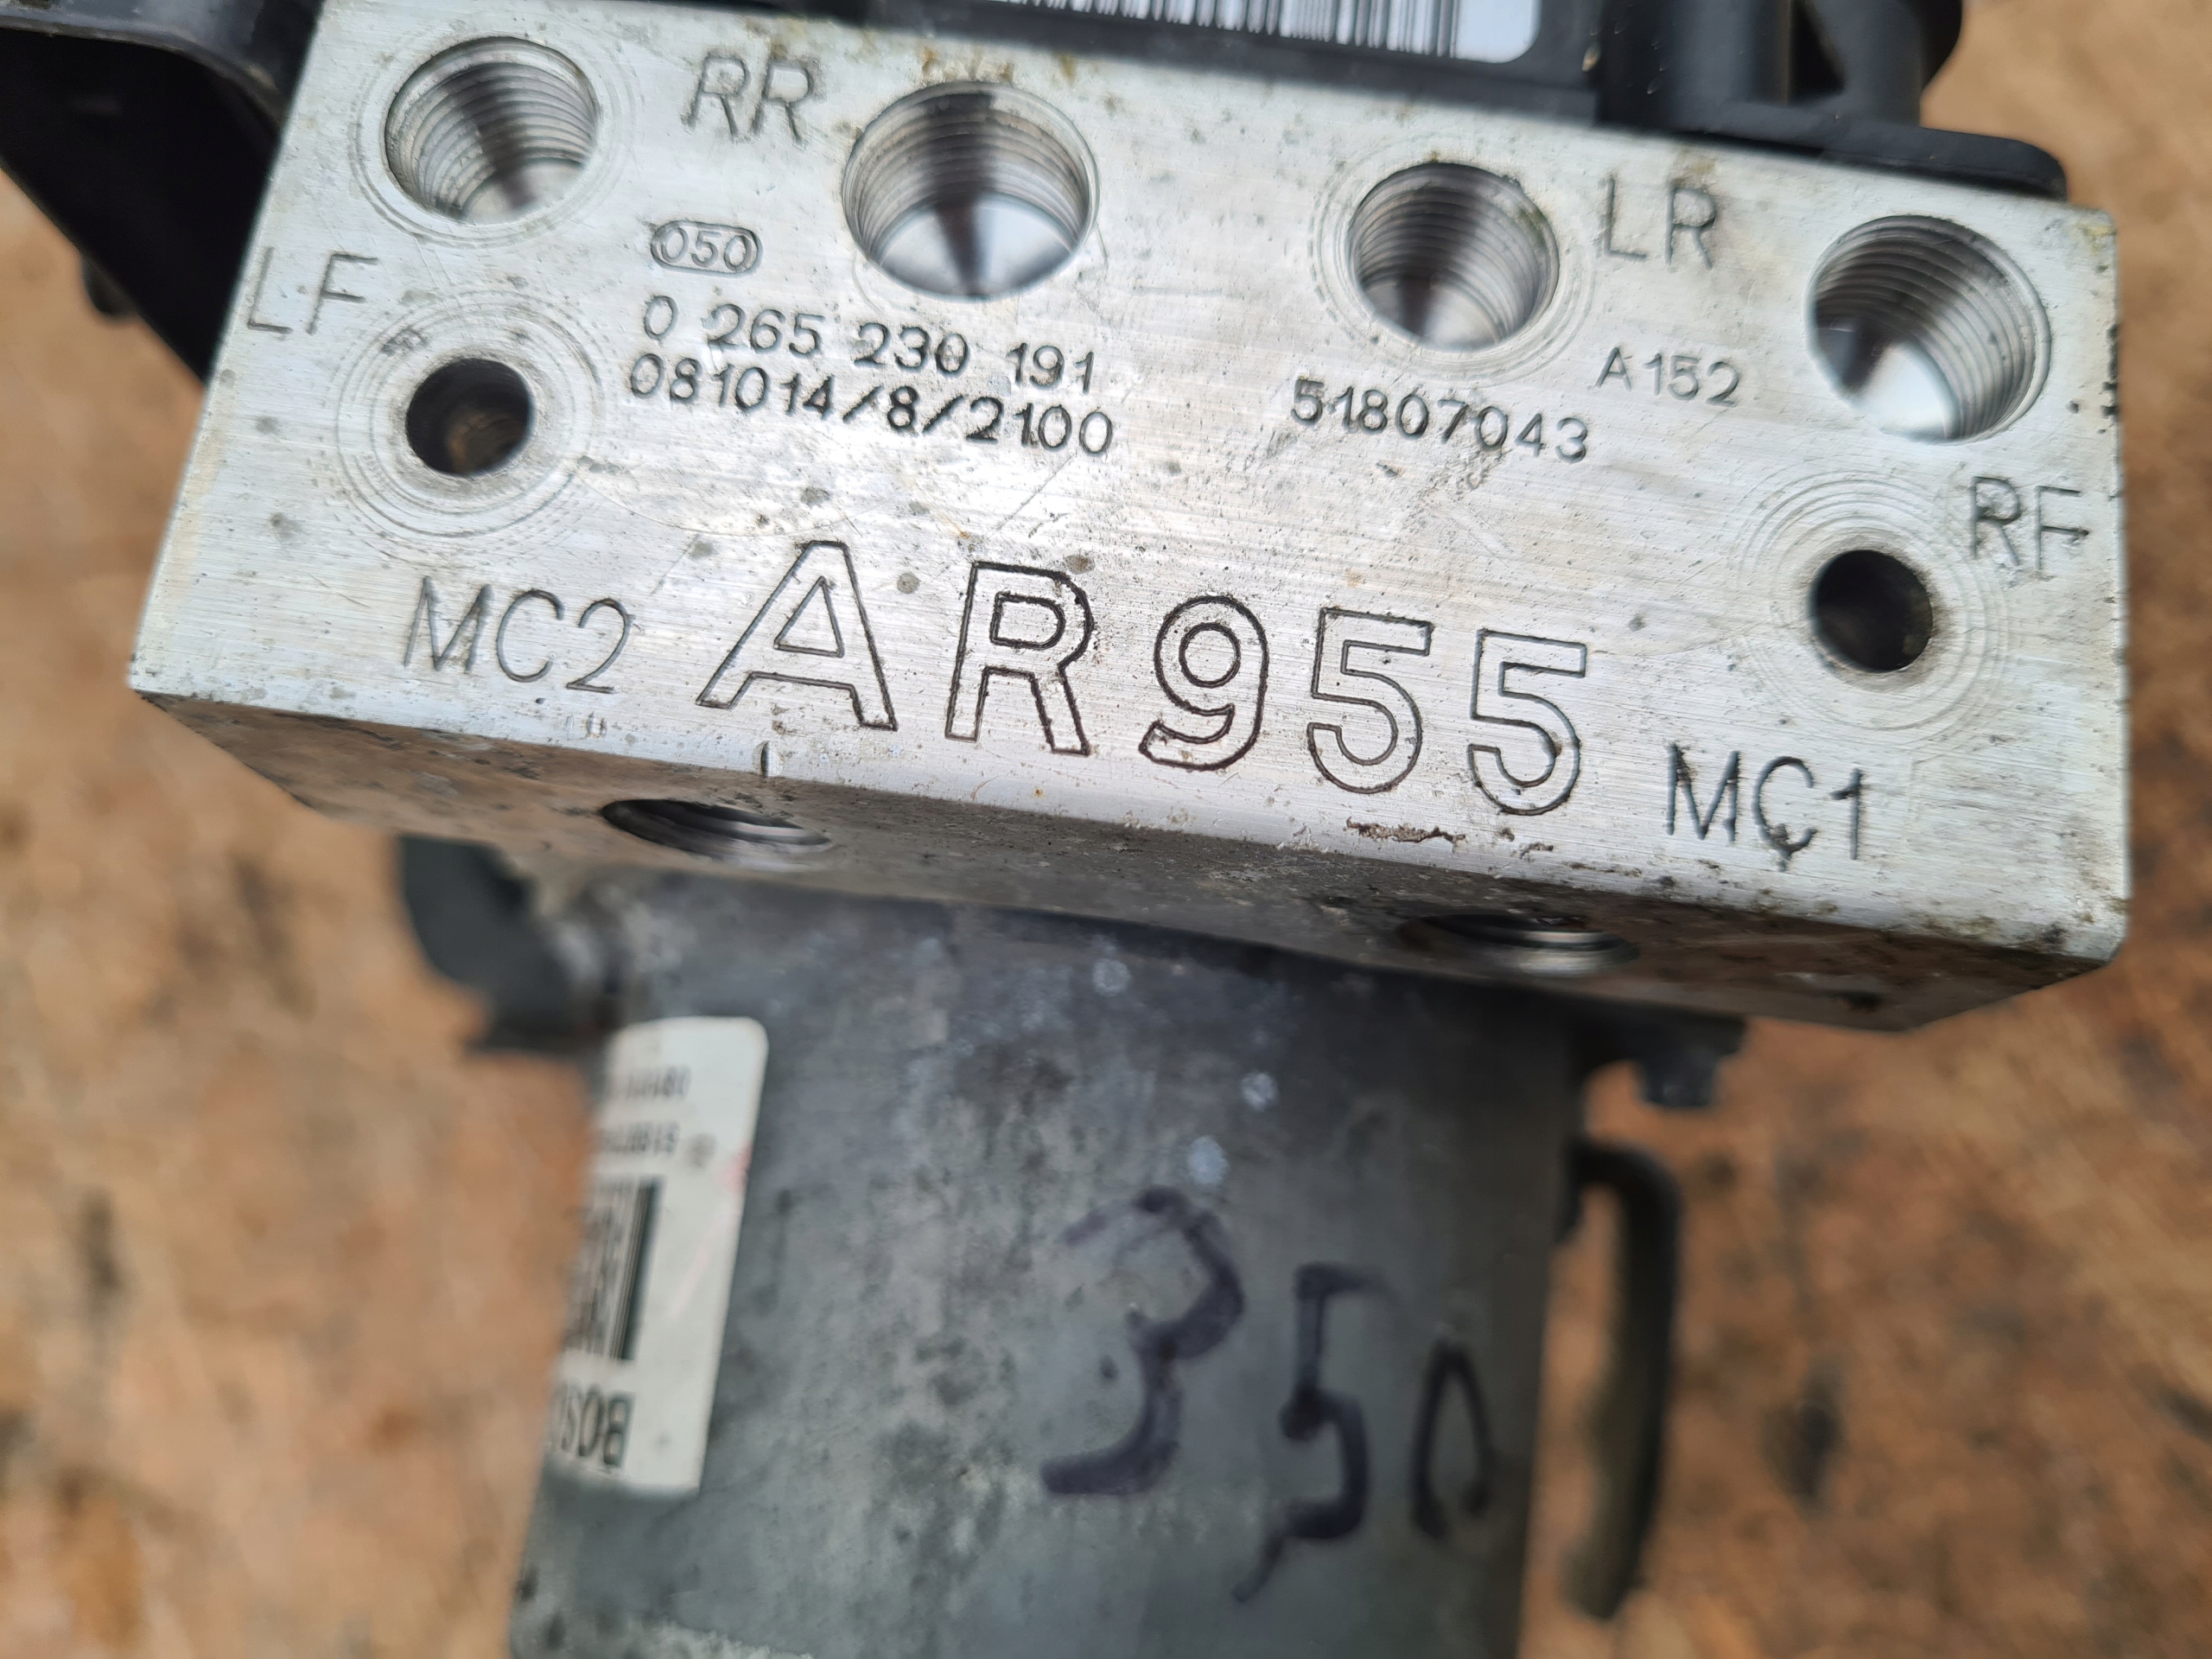 RR
LR
LF
050
0 265 230 191
081014/8/2100
51807043
A152
RF
MC2
AR955
MC1
350